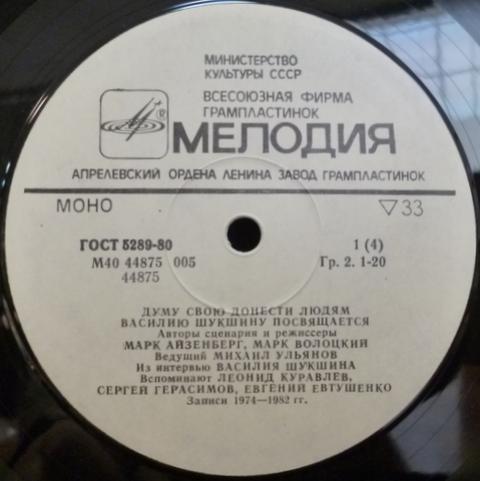 МИНИСТЕРСТВО
КУЛЬТУРЫ СССР
ВСЕСОЮЗНАЯ ФИРМА
ГРАМПЛАСТИНОК
® МЕЛОДИЯ
АПРЕЛЕВСКИЙ ОРДЕНА ЛЕНИНА ЗАВОД ГРАМПЛАСТИНОК
МОНО ▽33
ГОСТ 5289-80 1 (4)
М40 44875 005 Гр. 2. 1-20
44875
ДУМУ СВОЮ ДОНЕСТИ ЛЮДЯМ
ВАСИЛИЮ ШУКШИНУ ПОСВЯЩАЕТСЯ
Авторы сценария и режиссеры
МАРК АЙЗЕНБЕРГ, МАРК ВОЛОЦКИЙ
Ведущий МИХАИЛ УЛЬЯНОВ
Из интервью ВАСИЛИЯ ШУКШИНА
Вспоминают ЛЕОНИД КУРАВЛЕВ,
СЕРГЕЙ ГЕРАСИМОВ, ЕВГЕНИЙ ЕВТУШЕНКО
Записи 1974—1982 гг.